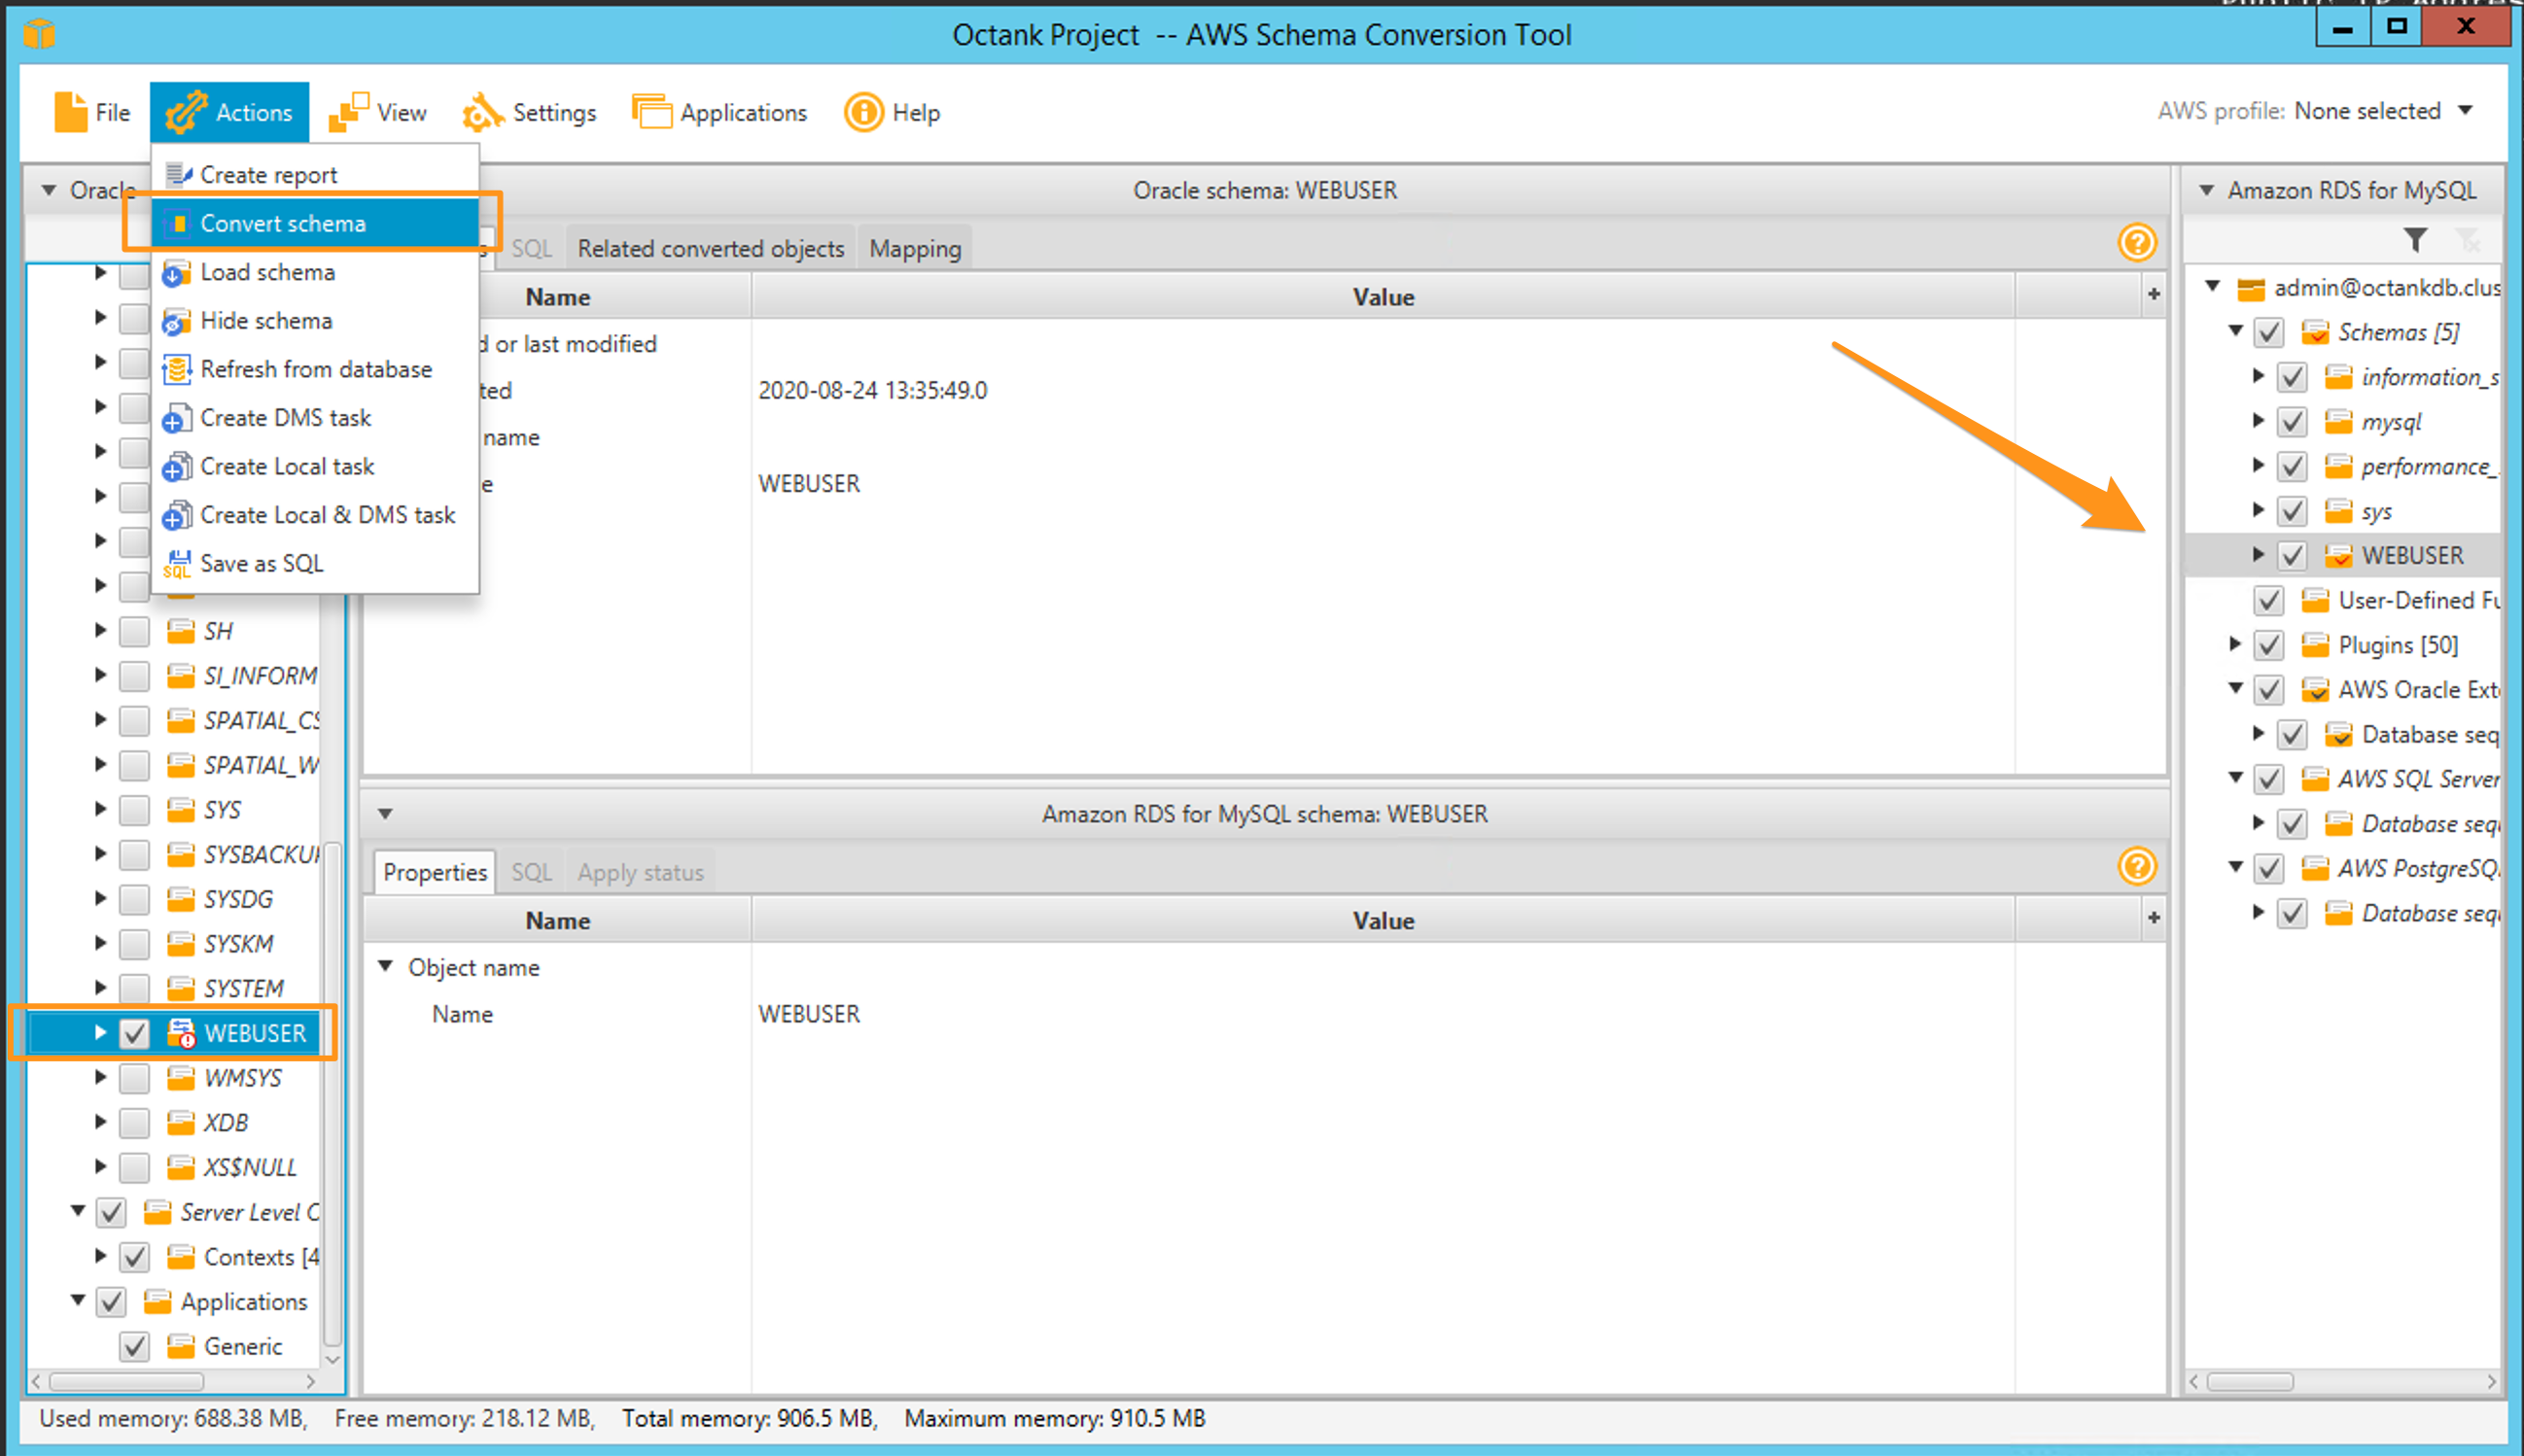 Octank Project -- AWS Schema Conversion Tool
File Actions View Settings Applications Help
AWS profile: None selected
Create report
Convert schema
Load schema
Hide schema
Refresh from database
Create DMS task
Create Local task
Create Local & DMS task
Save as SQL
Oracle
SH
SI_INFORM
SPATIAL_CS
SPATIAL_W
SYS
SYSBACKU
SYSDG
SYSKM
SYSTEM
WEBUSER
WMSYS
XDB
XS$NULL
Server Level C
Contexts [4
Applications
Generic
Oracle schema: WEBUSER
s SQL Related converted objects Mapping
Name Value
d or last modified
ted 2020-08-24 13:35:49.0
name
e WEBUSER
Amazon RDS for MySQL schema: WEBUSER
Properties SQL Apply status
Name Value
Object name
Name WEBUSER
Amazon RDS for MySQL
admin@octankdb.clus
Schemas [5]
information_s
mysql
performance_
sys
WEBUSER
User-Defined Fu
Plugins [50]
AWS Oracle Ext
Database seq
AWS SQL Server
Database seq
AWS PostgreSQ
Database seq
Used memory: 688.38 MB, Free memory: 218.12 MB, Total memory: 906.5 MB, Maximum memory: 910.5 MB